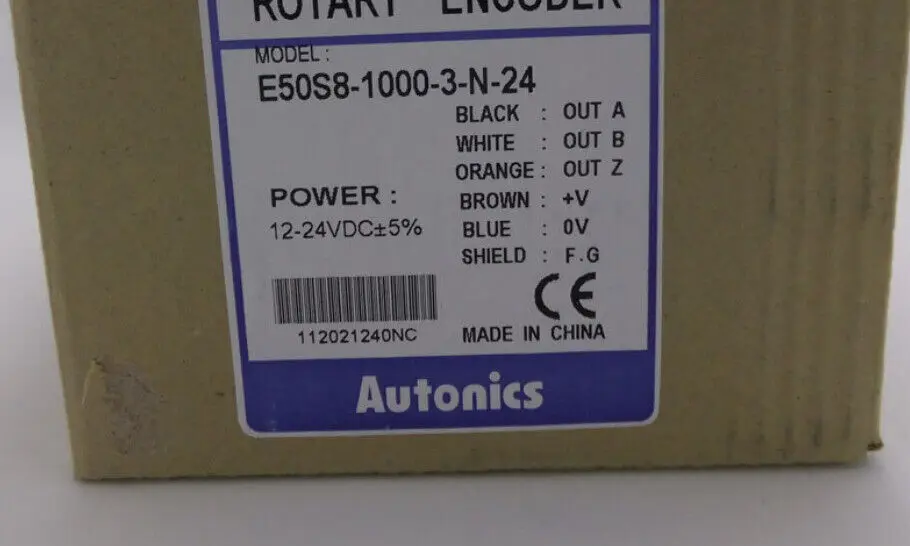 ROTARY ENCODER
MODEL :
E50S8-1000-3-N-24
BLACK : OUT A
WHITE : OUT B
ORANGE : OUT Z
POWER :
BROWN : +V
12-24VDC±5%
BLUE : 0V
SHIELD : F.G
CE
112021240NC
MADE IN CHINA
Autonics